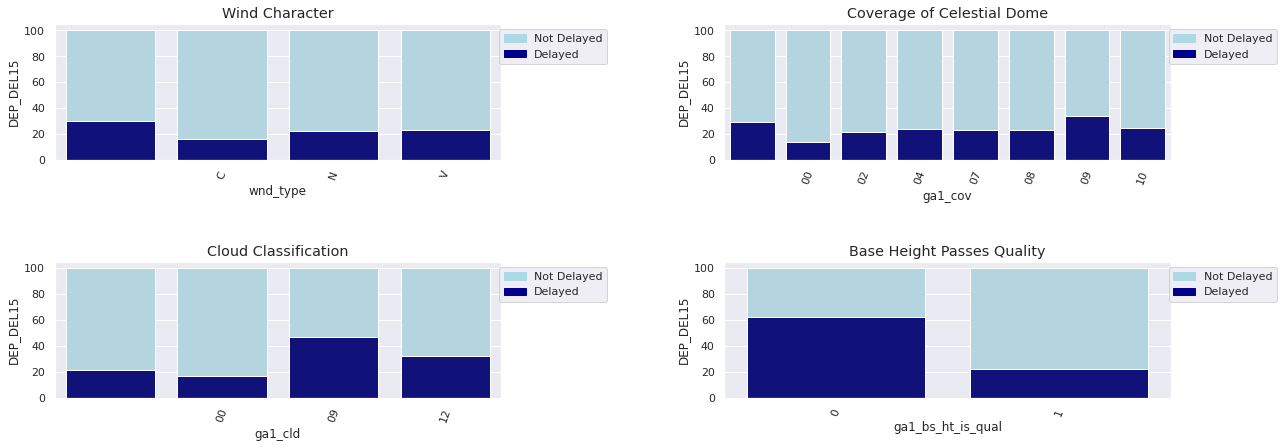 Wind Character
100
80
60
40
20
0
DEP_DEL15
C
N
V
wnd_type
Not Delayed
Delayed
Coverage of Celestial Dome
100
80
60
40
20
0
DEP_DEL15
00
02
04
07
08
09
10
ga1_cov
Not Delayed
Delayed
Cloud Classification
100
80
60
40
20
0
DEP_DEL15
00
09
12
ga1_cld
Not Delayed
Delayed
Base Height Passes Quality
100
80
60
40
20
0
DEP_DEL15
0
1
ga1_bs_ht_is_qual
Not Delayed
Delayed